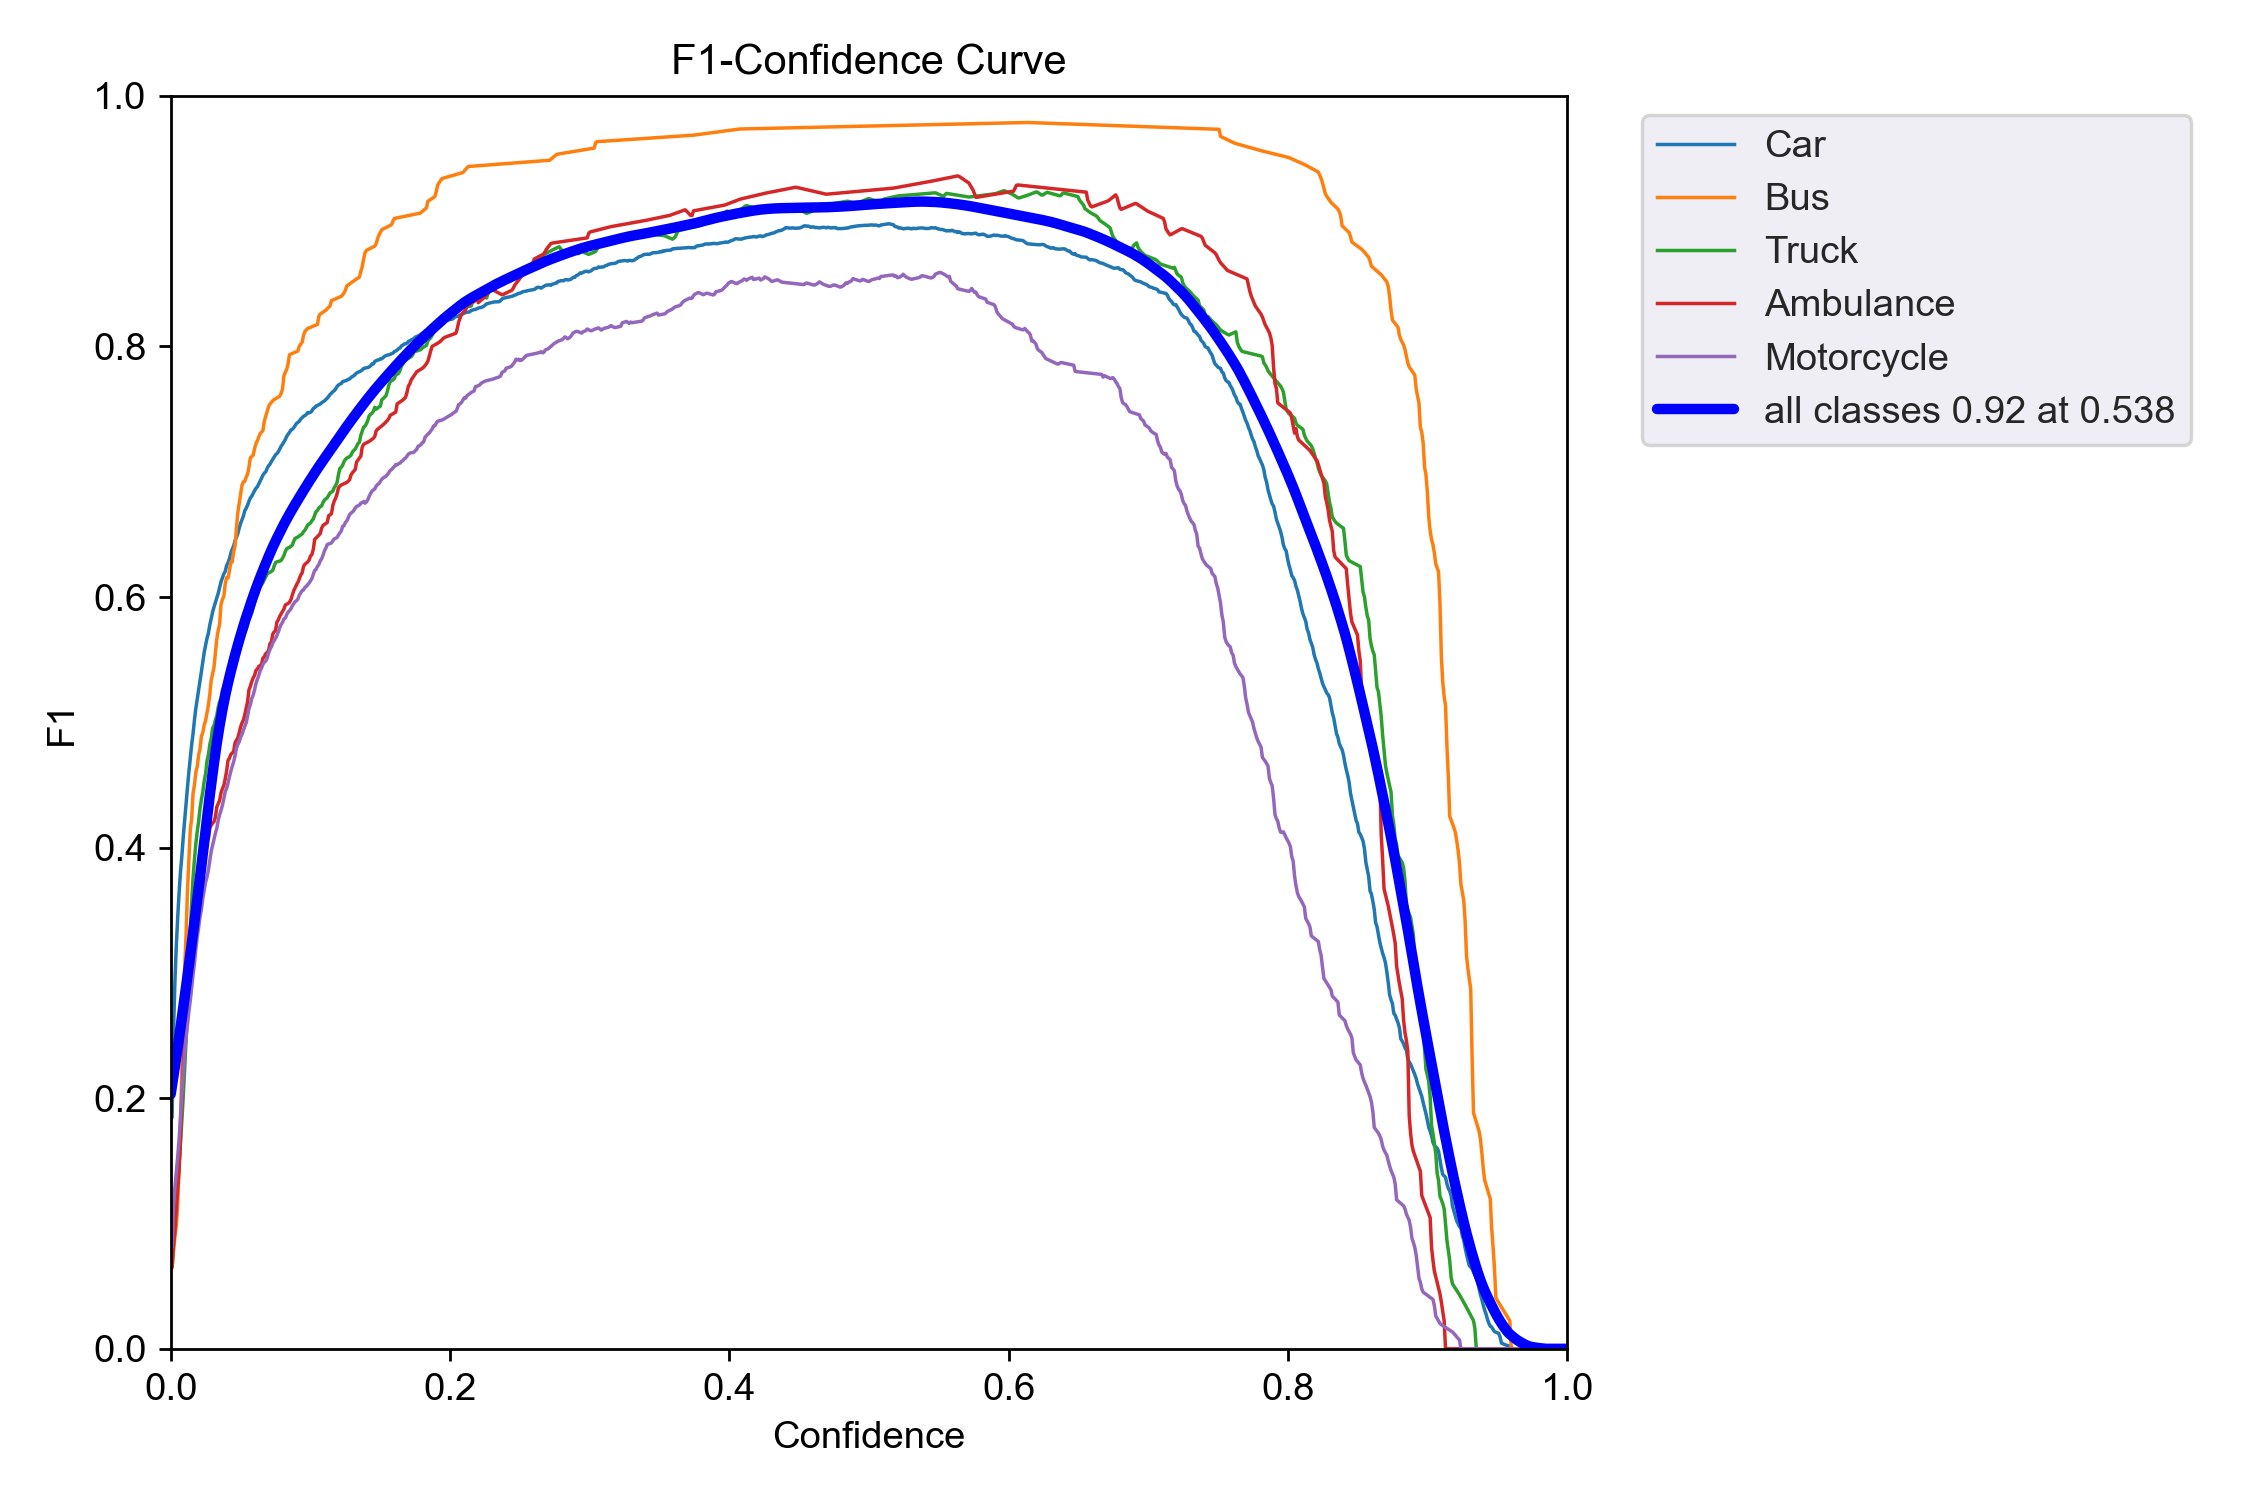 F1-Confidence Curve
1.0
0.8
0.6
0.4
0.2
0.0
F1
0.0 0.2 0.4 0.6 0.8 1.0
Confidence
Car
Bus
Truck
Ambulance
Motorcycle
all classes 0.92 at 0.538